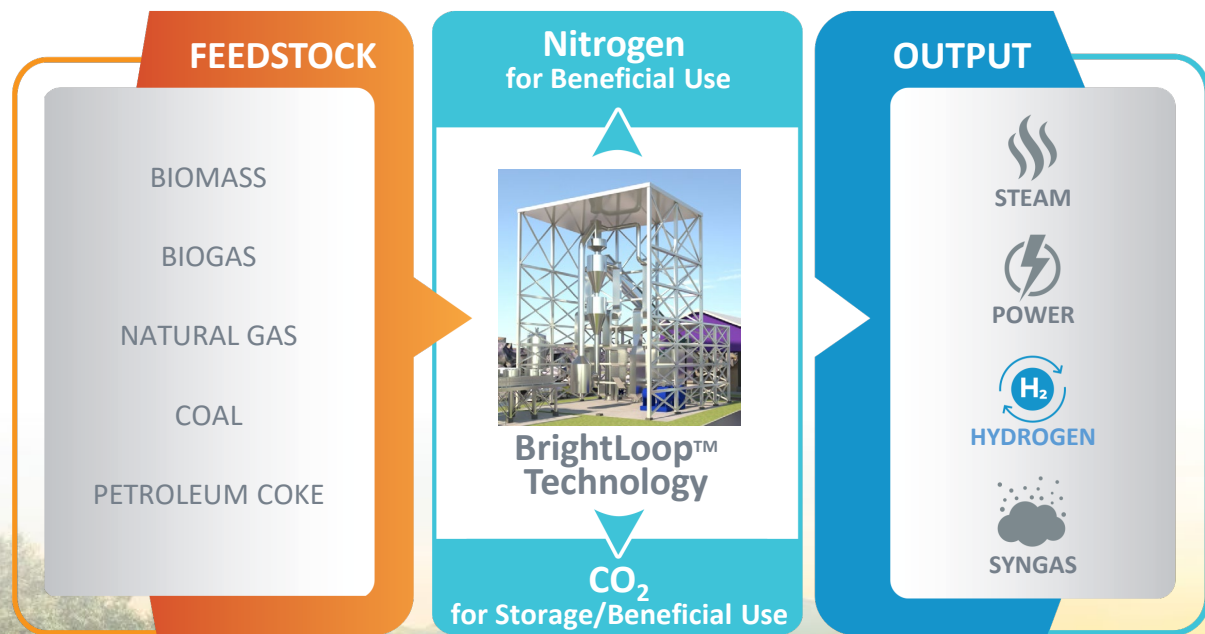 FEEDSTOCK
BIOMASS
BIOGAS
NATURAL GAS
COAL
PETROLEUM COKE
Nitrogen
for Beneficial Use
BrightLoop™
Technology
CO₂
for Storage/Beneficial Use
OUTPUT
STEAM
POWER
H₂
HYDROGEN
SYNGAS